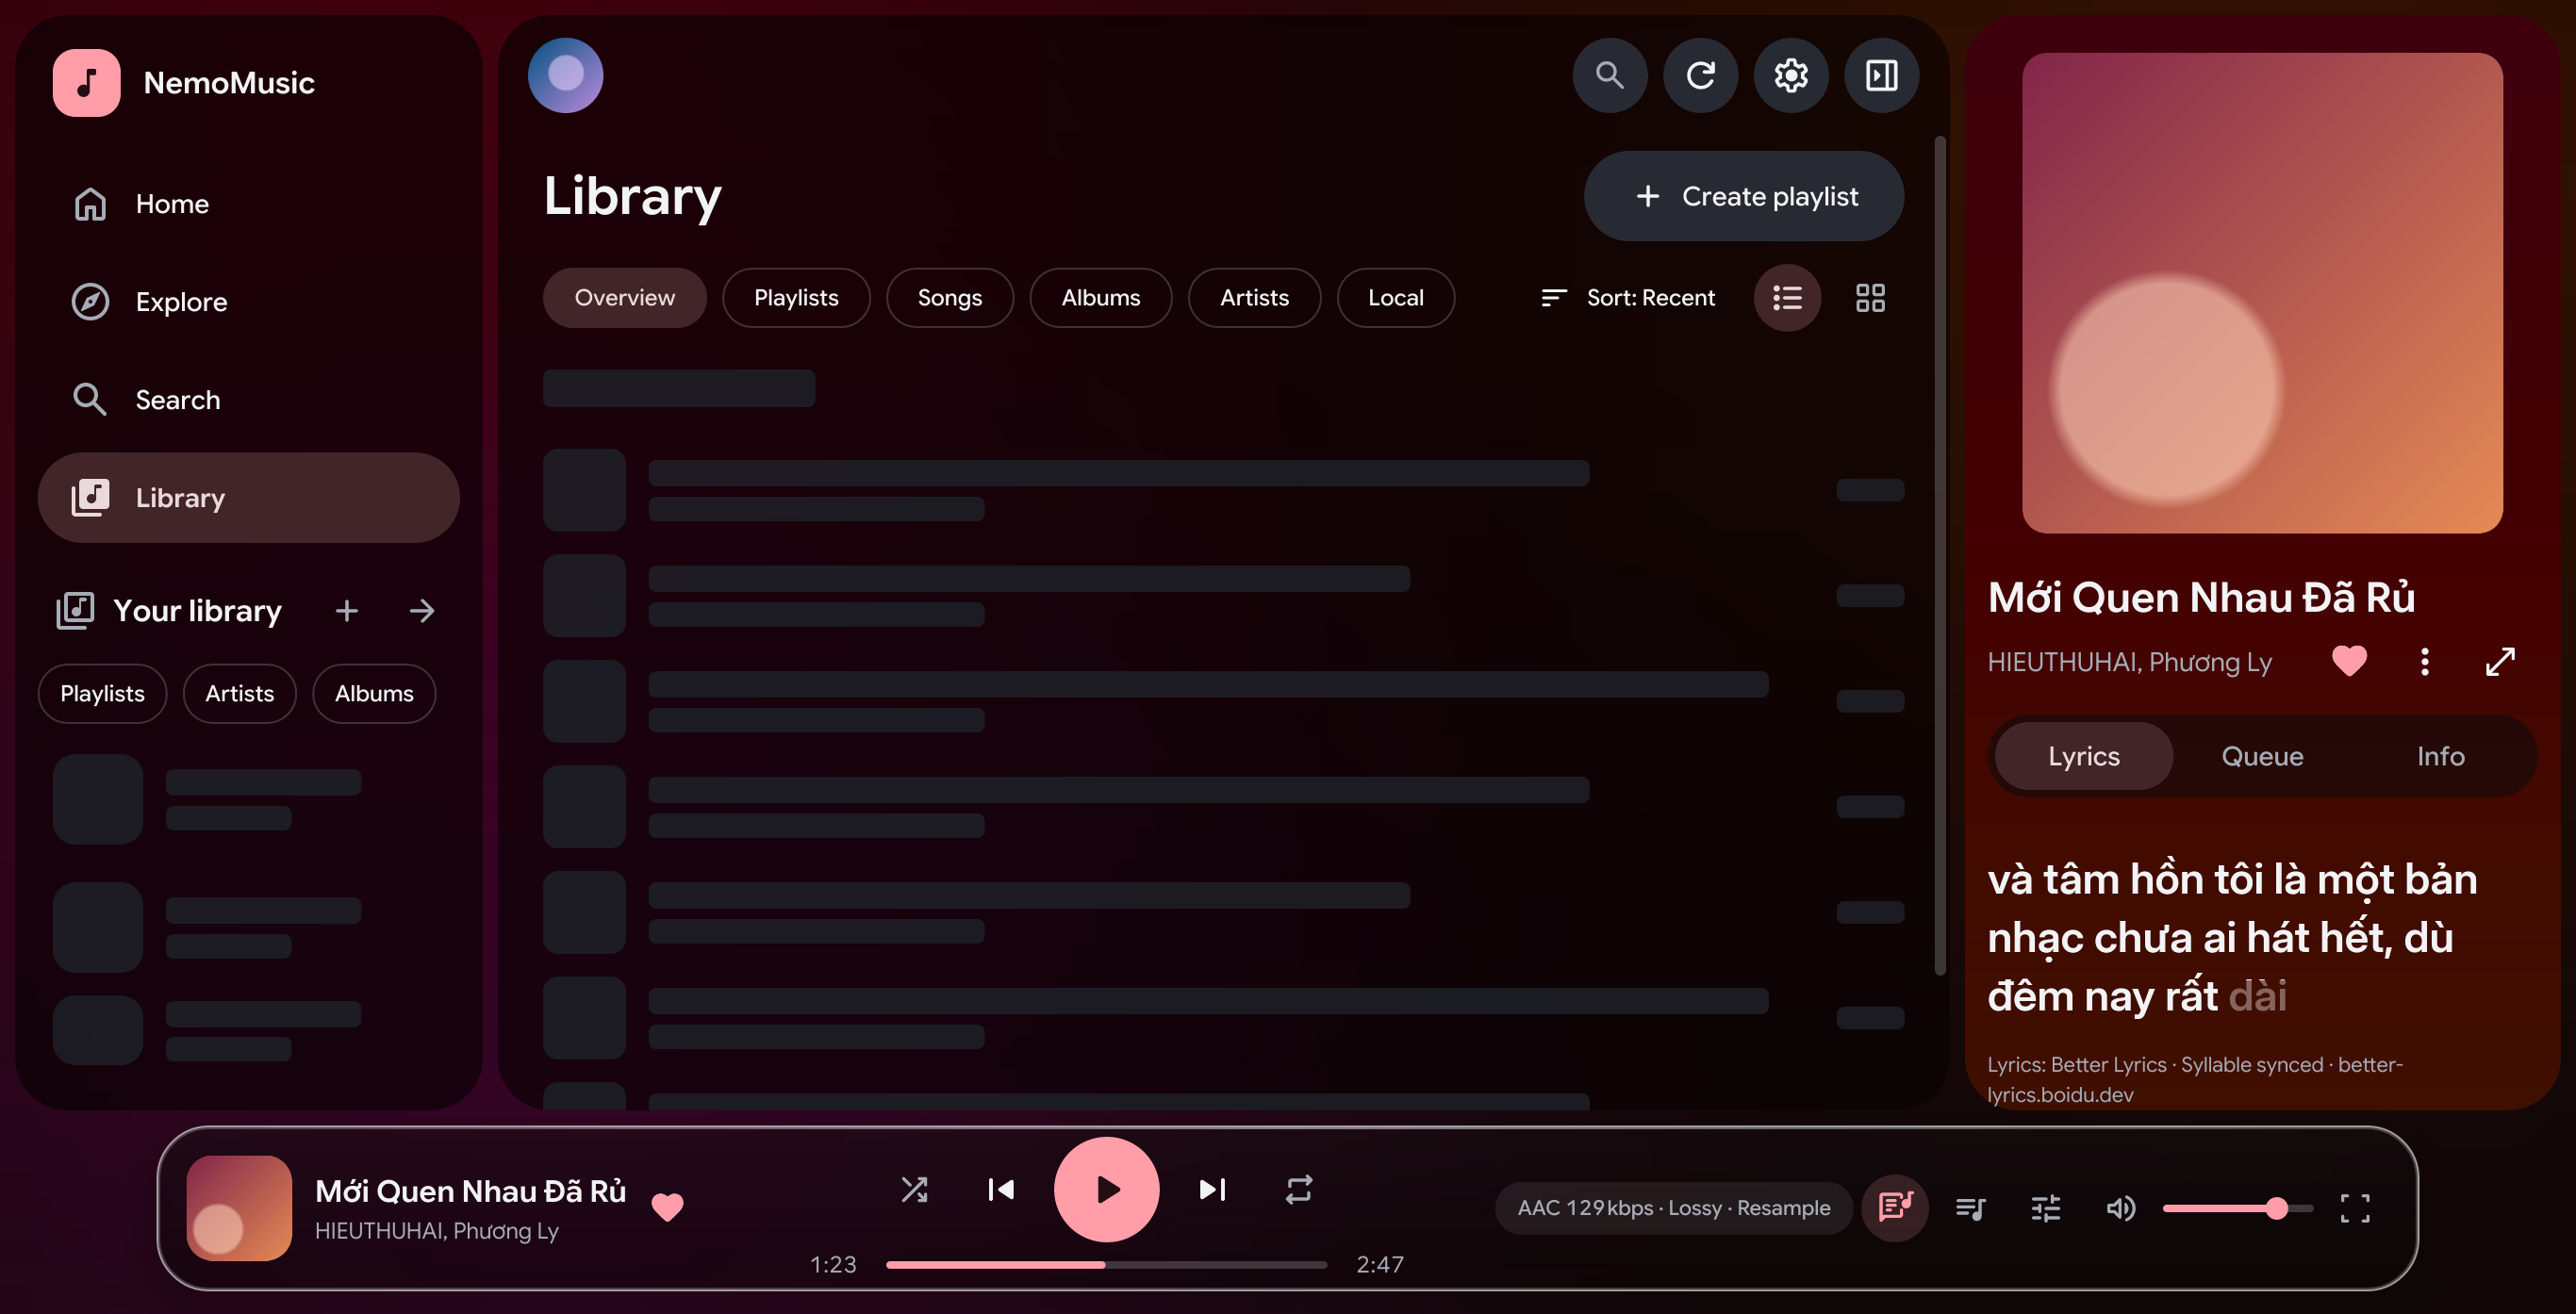 NemoMusic
Home
Explore
Search
Library
Your library
Playlists
Artists
Albums
Library
Create playlist
Overview
Playlists
Songs
Albums
Artists
Local
Sort: Recent
Mới Quen Nhau Đã Rủ
HIEUTHUHAI, Phương Ly
Lyrics
Queue
Info
và tâm hồn tôi là một bản
nhạc chưa ai hát hết, dù
đêm nay rất dài
Lyrics: Better Lyrics · Syllable synced · better-
lyrics.boidu.dev
Mới Quen Nhau Đã Rủ
HIEUTHUHAI, Phương Ly
1:23
2:47
AAC 129kbps · Lossy · Resample